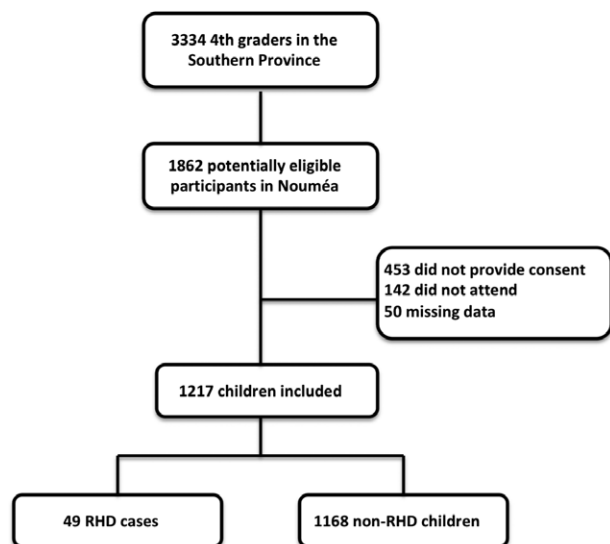 3334 4th graders in the
Southern Province
1862 potentially eligible
participants in Nouméa
453 did not provide consent
142 did not attend
50 missing data
1217 children included
49 RHD cases
1168 non-RHD children